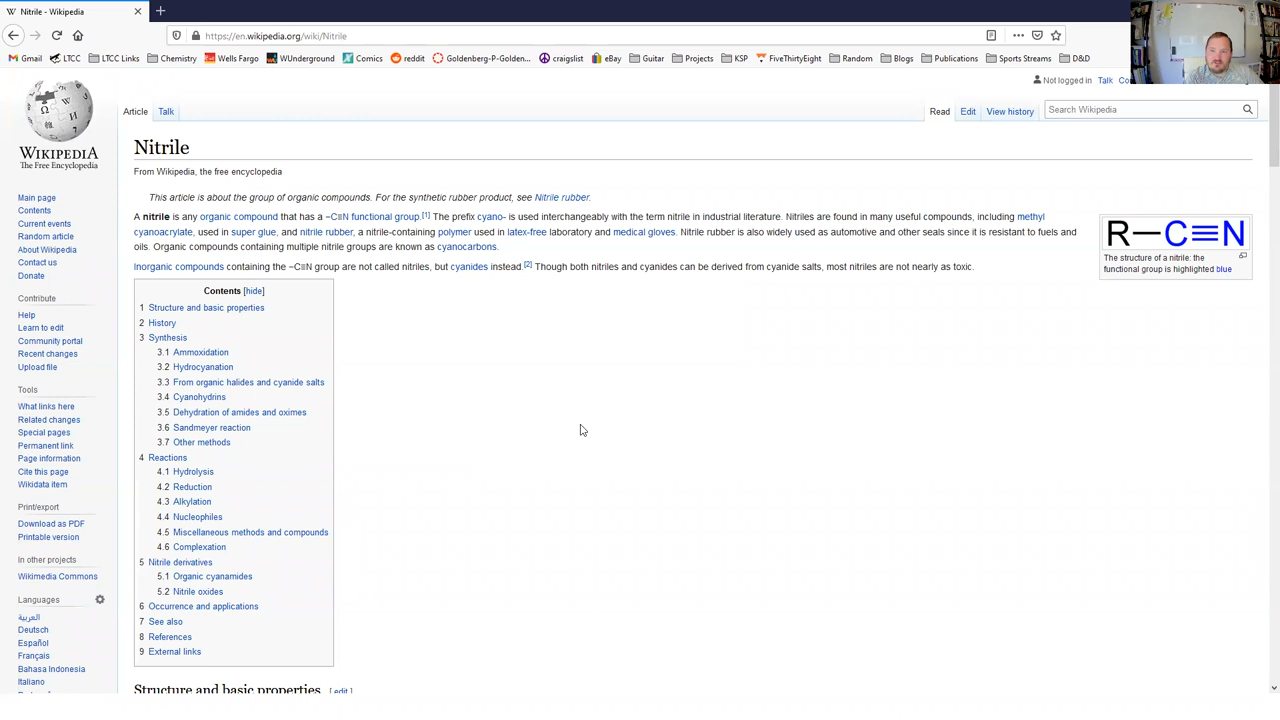 Nitrile - Wikipedia
https://en.wikipedia.org/wiki/Nitrile
Gmail LTCC LTCC Links Chemistry Wells Fargo WUnderground Comics reddit Goldenberg-P-Golden... craigslist eBay Guitar Projects KSP FiveThirtyEight Random Blogs Publications Sports Streams D&D
Not logged in Talk
Article Talk Read Edit View history Search Wikipedia
WIKIPEDIA
The Free Encyclopedia
Main page
Contents
Current events
Random article
About Wikipedia
Contact us
Donate
Contribute
Help
Learn to edit
Community portal
Recent changes
Upload file
Tools
What links here
Related changes
Special pages
Permanent link
Page information
Cite this page
Wikidata item
Print/export
Download as PDF
Printable version
In other projects
Wikimedia Commons
Languages
العربية
Deutsch
Español
Français
Bahasa Indonesia
Italiano
Nitrile
From Wikipedia, the free encyclopedia
This article is about the group of organic compounds. For the synthetic rubber product, see Nitrile rubber.
A nitrile is any organic compound that has a −C≡N functional group.[1] The prefix cyano- is used interchangeably with the term nitrile in industrial literature. Nitriles are found in many useful compounds, including methyl
cyanoacrylate, used in super glue, and nitrile rubber, a nitrile-containing polymer used in latex-free laboratory and medical gloves. Nitrile rubber is also widely used as automotive and other seals since it is resistant to fuels and
oils. Organic compounds containing multiple nitrile groups are known as cyanocarbons.
Inorganic compounds containing the −C≡N group are not called nitriles, but cyanides instead.[2] Though both nitriles and cyanides can be derived from cyanide salts, most nitriles are not nearly as toxic.
R—C≡N
The structure of a nitrile: the
functional group is highlighted blue
Contents [hide]
1 Structure and basic properties
2 History
3 Synthesis
3.1 Ammoxidation
3.2 Hydrocyanation
3.3 From organic halides and cyanide salts
3.4 Cyanohydrins
3.5 Dehydration of amides and oximes
3.6 Sandmeyer reaction
3.7 Other methods
4 Reactions
4.1 Hydrolysis
4.2 Reduction
4.3 Alkylation
4.4 Nucleophiles
4.5 Miscellaneous methods and compounds
4.6 Complexation
5 Nitrile derivatives
5.1 Organic cyanamides
5.2 Nitrile oxides
6 Occurrence and applications
7 See also
8 References
9 External links
Structure and basic properties [ edit ]